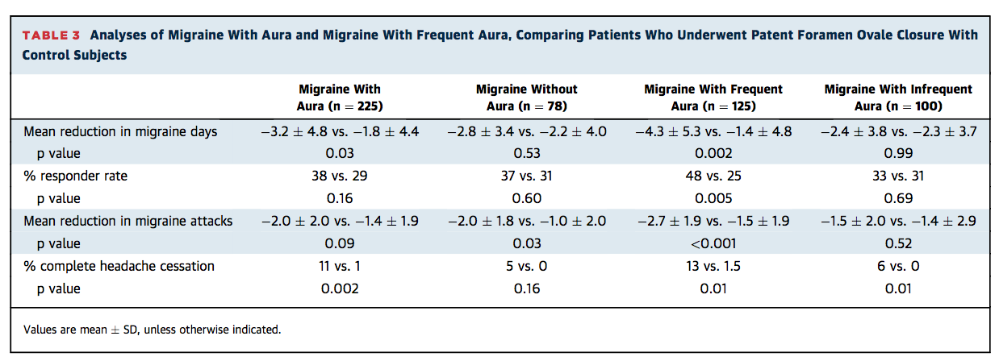 TABLE 3 Analyses of Migraine With Aura and Migraine With Frequent Aura, Comparing Patients Who Underwent Patent Foramen Ovale Closure With
Control Subjects
Migraine With Migraine Without Migraine With Frequent Migraine With Infrequent
Aura (n = 225) Aura (n = 78) Aura (n = 125) Aura (n = 100)
Mean reduction in migraine days −3.2 ± 4.8 vs. −1.8 ± 4.4 −2.8 ± 3.4 vs. −2.2 ± 4.0 −4.3 ± 5.3 vs. −1.4 ± 4.8 −2.4 ± 3.8 vs. −2.3 ± 3.7
p value 0.03 0.53 0.002 0.99
% responder rate 38 vs. 29 37 vs. 31 48 vs. 25 33 vs. 31
p value 0.16 0.60 0.005 0.69
Mean reduction in migraine attacks −2.0 ± 2.0 vs. −1.4 ± 1.9 −2.0 ± 1.8 vs. −1.0 ± 2.0 −2.7 ± 1.9 vs. −1.5 ± 1.9 −1.5 ± 2.0 vs. −1.4 ± 2.9
p value 0.09 0.03 <0.001 0.52
% complete headache cessation 11 vs. 1 5 vs. 0 13 vs. 1.5 6 vs. 0
p value 0.002 0.16 0.01 0.01
Values are mean ± SD, unless otherwise indicated.